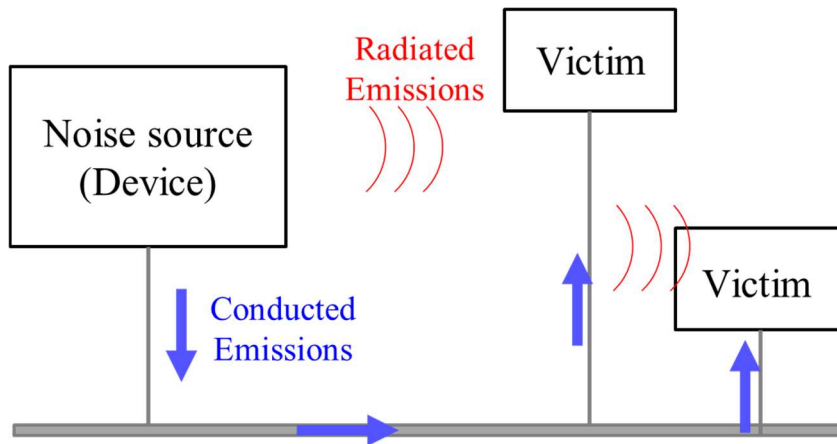 Noise source
(Device)
Radiated
Emissions
Victim
Conducted
Emissions
Victim